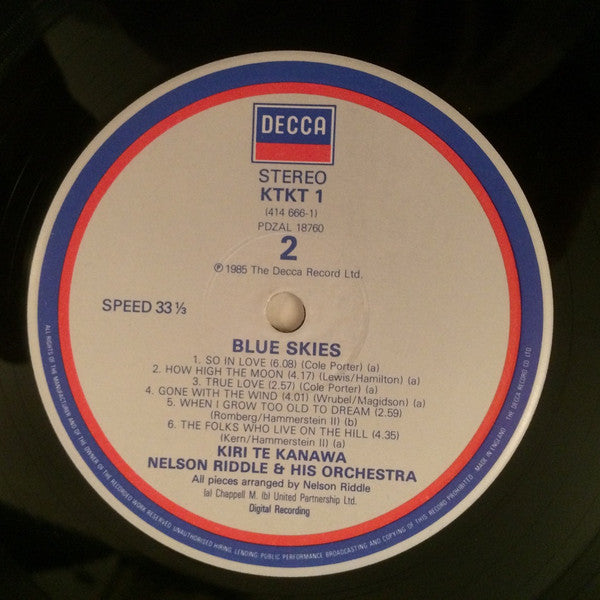 DECCA
STEREO
KTKT 1
(414 666-1)
PDZAL 18760
2
℗ 1985 The Decca Record Ltd.
SPEED 33 ⅓
BLUE SKIES
1. SO IN LOVE (6.08) (Cole Porter) (a)
2. HOW HIGH THE MOON (4.17) (Lewis/Hamilton) (a)
3. TRUE LOVE (2.57) (Cole Porter) (a)
4. GONE WITH THE WIND (4.01) (Wrubel/Magidson) (a)
5. WHEN I GROW TOO OLD TO DREAM (2.59)
(Romberg/Hammerstein II) (b)
6. THE FOLKS WHO LIVE ON THE HILL (4.35)
(Kern/Hammerstein II) (a)
KIRI TE KANAWA
NELSON RIDDLE & HIS ORCHESTRA
All pieces arranged by Nelson Riddle
(a) Chappell M. (b) United Partnership Ltd.
Digital Recording
ALL RIGHTS OF THE MANUFACTURER AND OF THE OWNER OF THE RECORDED WORK RESERVED UNAUTHORISED HIRING LENDING PUBLIC PERFORMANCE BROADCASTING AND COPYING OF THIS RECORD PROHIBITED · MADE IN ENGLAND · THE DECCA RECORD CO LTD